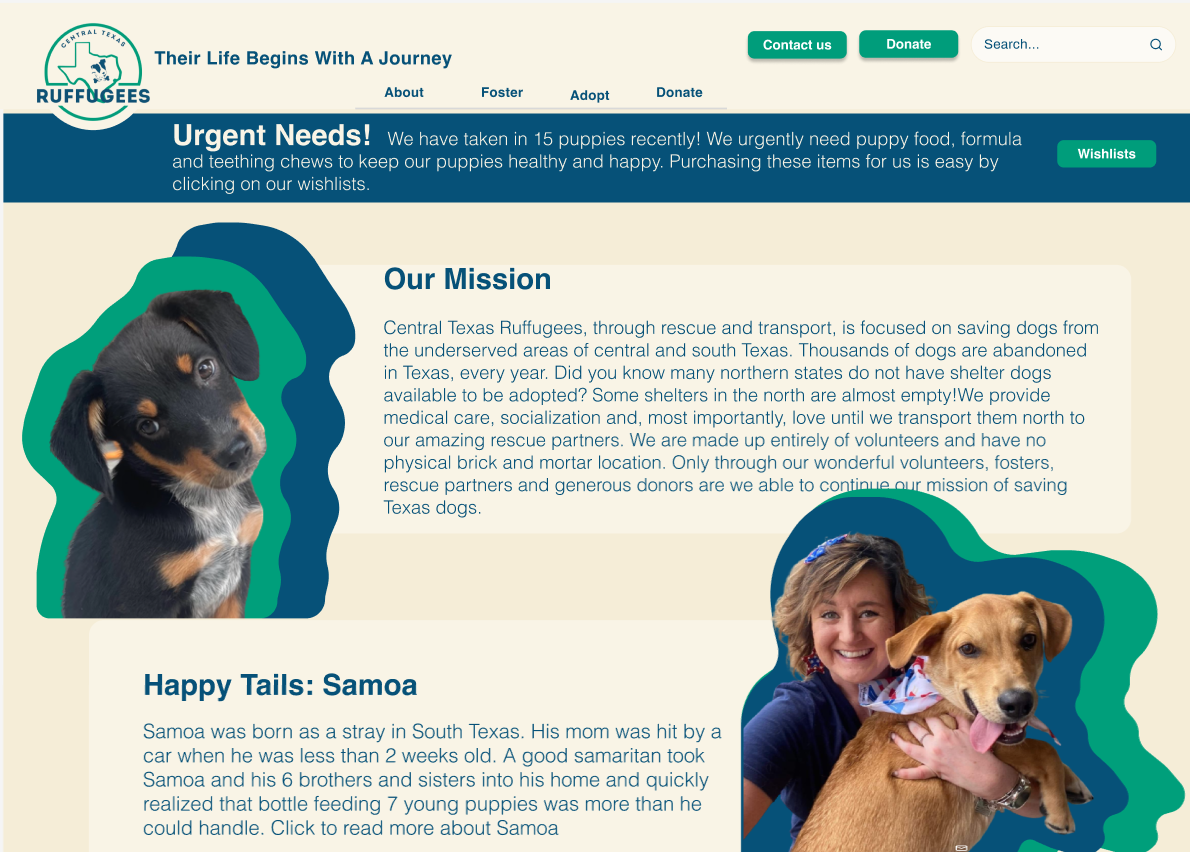 CENTRAL TEXAS
RUFFUGEES
Their Life Begins With A Journey
Contact us
Donate
Search...
About
Foster
Adopt
Donate
Urgent Needs! We have taken in 15 puppies recently! We urgently need puppy food, formula
and teething chews to keep our puppies healthy and happy. Purchasing these items for us is easy by
clicking on our wishlists.
Wishlists
Our Mission
Central Texas Ruffugees, through rescue and transport, is focused on saving dogs from
the underserved areas of central and south Texas. Thousands of dogs are abandoned
in Texas, every year. Did you know many northern states do not have shelter dogs
available to be adopted? Some shelters in the north are almost empty!We provide
medical care, socialization and, most importantly, love until we transport them north to
our amazing rescue partners. We are made up entirely of volunteers and have no
physical brick and mortar location. Only through our wonderful volunteers, fosters,
rescue partners and generous donors are we able to continue our mission of saving
Texas dogs.
Happy Tails: Samoa
Samoa was born as a stray in South Texas. His mom was hit by a
car when he was less than 2 weeks old. A good samaritan took
Samoa and his 6 brothers and sisters into his home and quickly
realized that bottle feeding 7 young puppies was more than he
could handle. Click to read more about Samoa